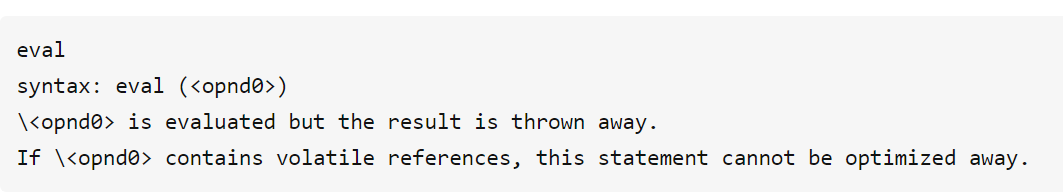 eval
syntax: eval (<opnd0>)
\<opnd0> is evaluated but the result is thrown away.
If \<opnd0> contains volatile references, this statement cannot be optimized away.